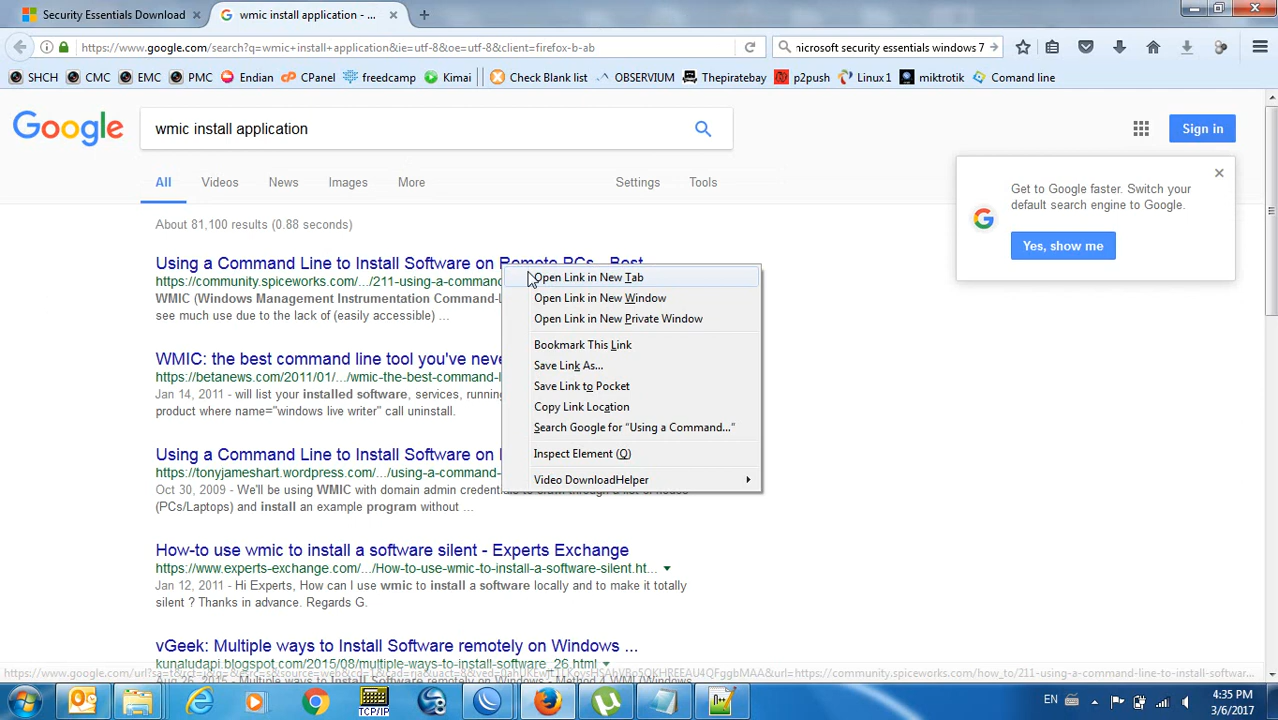 Security Essentials Download
wmic install application - ...
https://www.google.com/search?q=wmic+install+application&ie=utf-8&oe=utf-8&client=firefox-b-ab
microsoft security essentials windows 7
SHCH
CMC
EMC
PMC
Endian
CPanel
freedcamp
Kimai
Check Blank list
OBSERVIUM
Thepiratebay
p2push
Linux1
mikrotik
Comand line
Google
wmic install application
Sign in
All
Videos
News
Images
More
Settings
Tools
Get to Google faster. Switch your
default search engine to Google.
Yes, show me
About 81,100 results (0.88 seconds)
Using a Command Line to Install Software on Remote PCs - Best
https://community.spiceworks.com/.../211-using-a-comman
WMIC (Windows Management Instrumentation Command-L
see much use due to the lack of (easily accessible) ...
WMIC: the best command line tool you've neve
https://betanews.com/2011/01/.../wmic-the-best-command-l
Jan 14, 2011 - will list your installed software, services, running
product where name="windows live writer" call uninstall.
Using a Command Line to Install Software on
https://tonyjameshart.wordpress.com/.../using-a-command
Oct 30, 2009 - We'll be using WMIC with domain admin credentials to crawl through a list of host
(PCs/Laptops) and install an example program without ...
How-to use wmic to install a software silent - Experts Exchange
https://www.experts-exchange.com/.../How-to-use-wmic-to-install-a-software-silent.ht...
Jan 12, 2011 - Hi Experts, How can I use wmic to install a software locally and to make it totally
silent ? Thanks in advance. Regards G.
vGeek: Multiple ways to Install Software remotely on Windows ...
kunaludapi.blogspot.com/2015/08/multiple-ways-to-install-software_26.html
Open Link in New Tab
Open Link in New Window
Open Link in New Private Window
Bookmark This Link
Save Link As...
Save Link to Pocket
Copy Link Location
Search Google for "Using a Command..."
Inspect Element (Q)
Video DownloadHelper
TCP/IP
EN
4:35 PM
3/6/2017